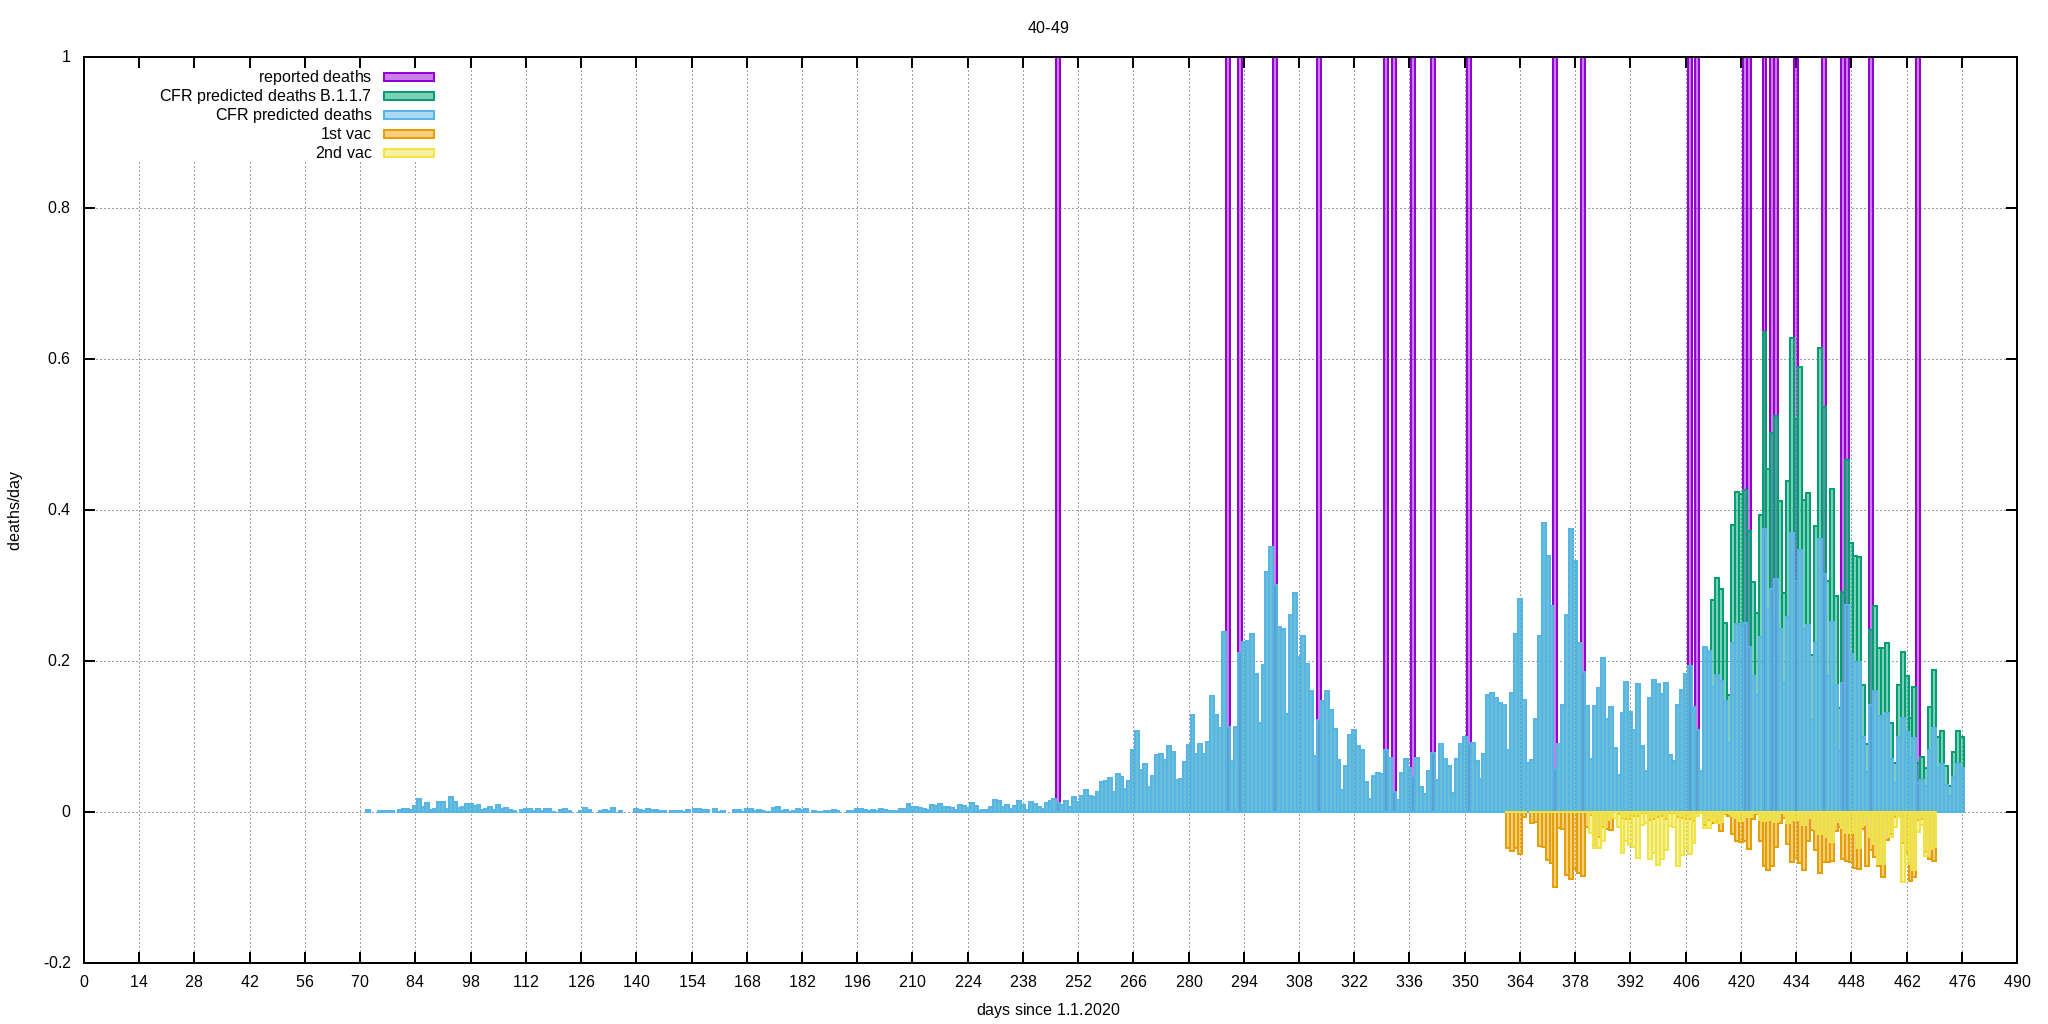 40-49
1
reported deaths
CFR predicted deaths B.1.1.7
CFR predicted deaths
1st vac
2nd vac
0.8
0.6
deaths/day
0.4
0.2
0
-0.2
0 14 28 42 56 70 84 98 112 126 140 154 168 182 196 210 224 238 252 266 280 294 308 322 336 350 364 378 392 406 420 434 448 462 476 490
days since 1.1.2020